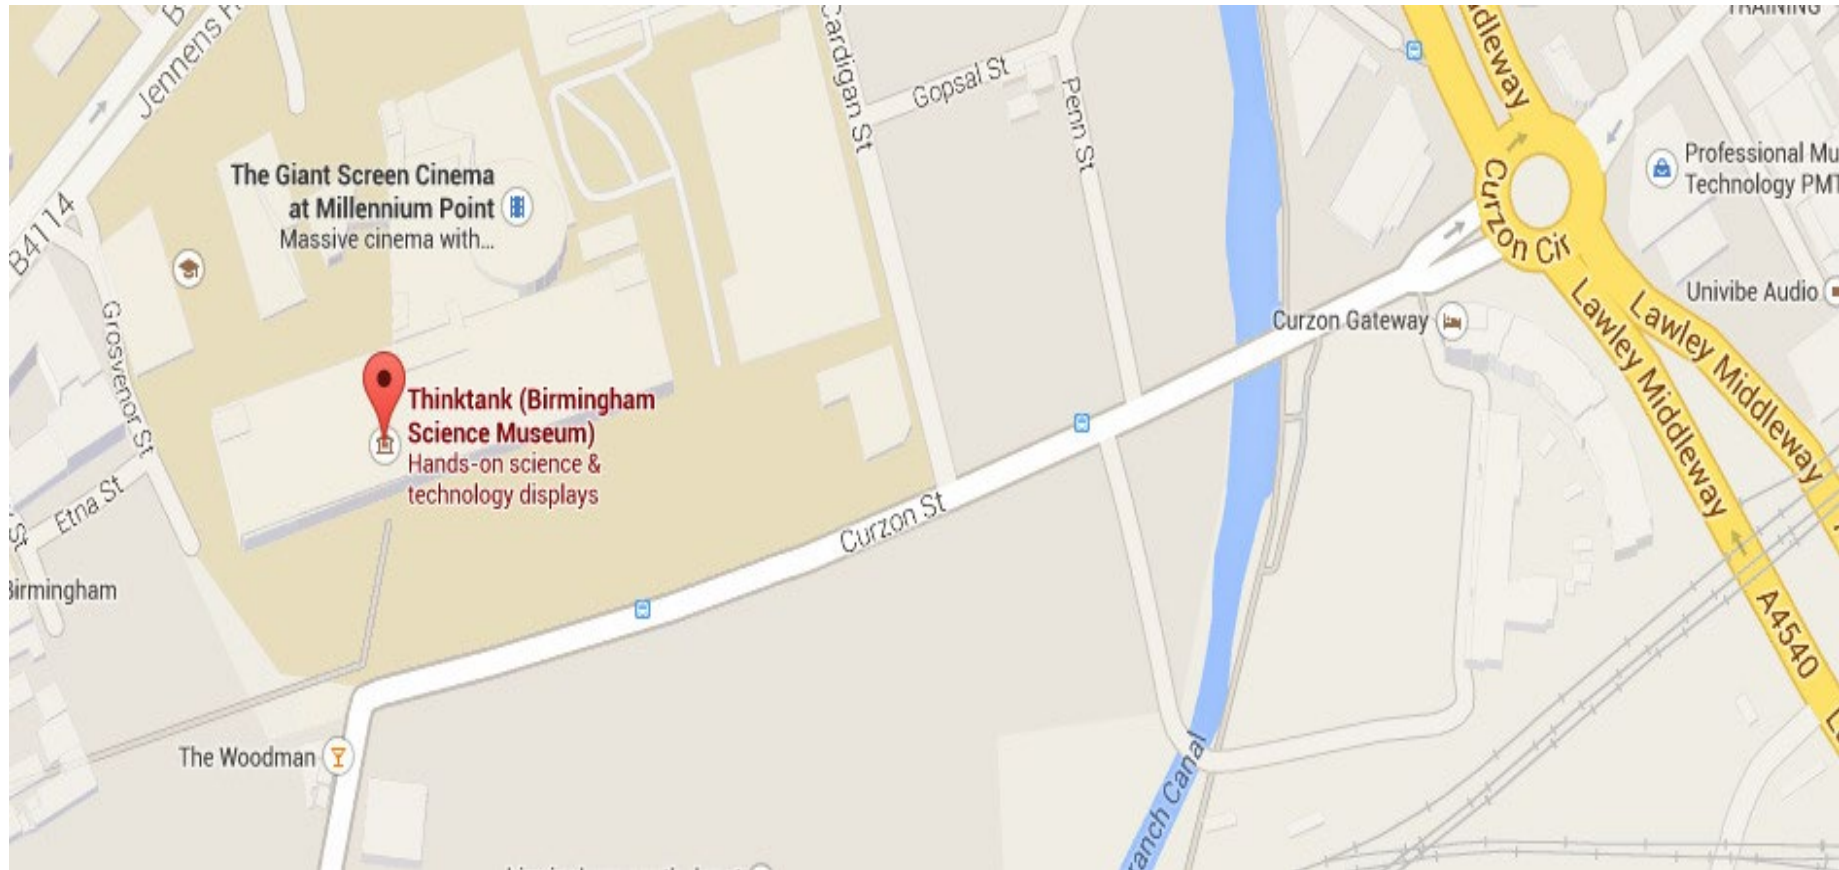 Jennens
Cardigan St
Gopsal St
Penn St
TRAINING
The Giant Screen Cinema
at Millennium Point
Massive cinema with...
B4114
Professional Mu
Technology PMT
Curzon Cir
Univibe Audio
Curzon Gateway
Lawley Middleway
Lawley Middleway
Grosvenor St
Thinktank (Birmingham
Science Museum)
Hands-on science &
technology displays
Etna St
St
Curzon St
Birmingham
A4540
The Woodman
Canal